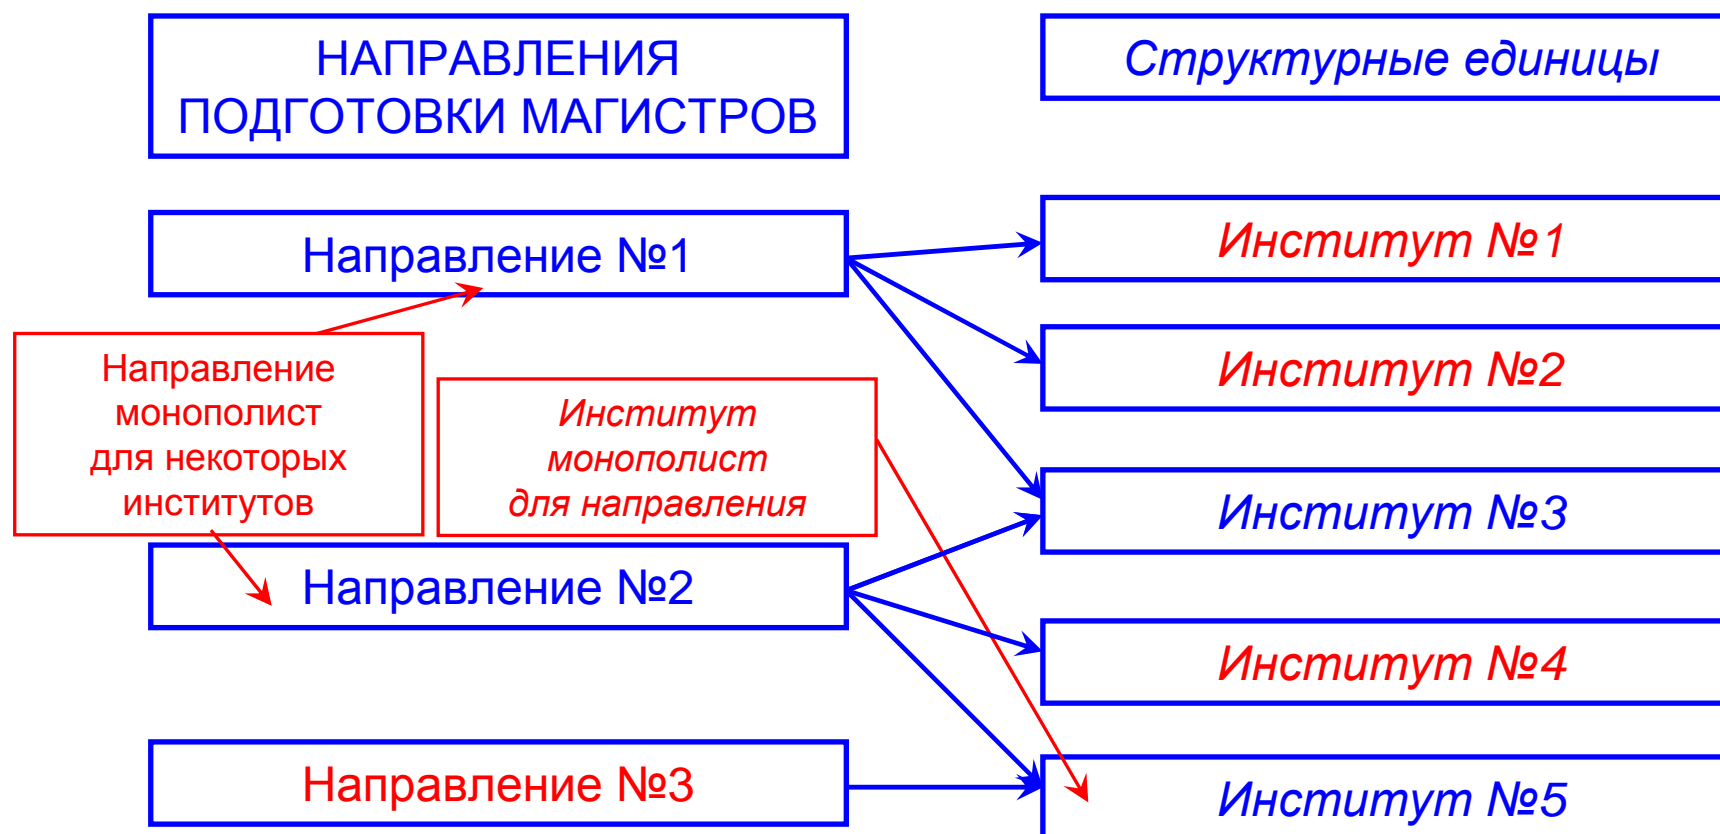 НАПРАВЛЕНИЯ
ПОДГОТОВКИ МАГИСТРОВ
Структурные единицы
Направление №1
Институт №1
Направление
монополист
для некоторых
институтов
Институт
монополист
для направления
Институт №2
Институт №3
Направление №2
Институт №4
Направление №3
Институт №5